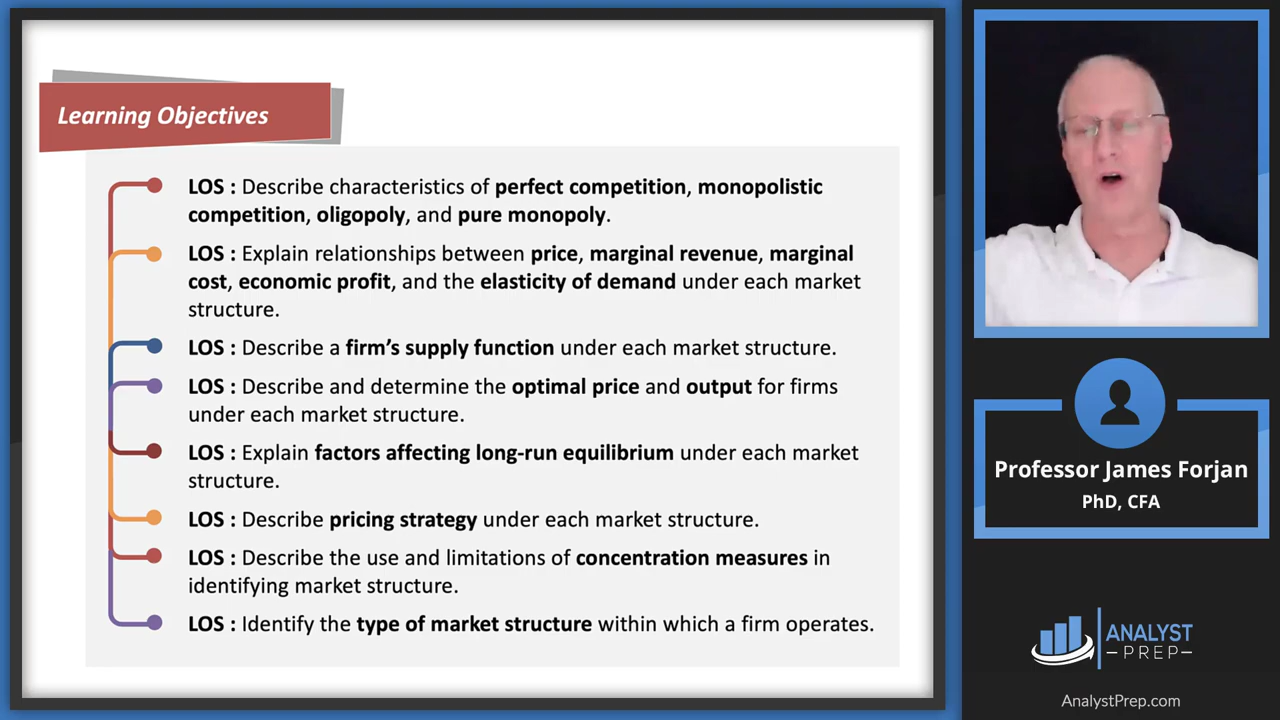 Learning Objectives
LOS : Describe characteristics of perfect competition, monopolistic
competition, oligopoly, and pure monopoly.
LOS : Explain relationships between price, marginal revenue, marginal
cost, economic profit, and the elasticity of demand under each market
structure.
LOS : Describe a firm’s supply function under each market structure.
LOS : Describe and determine the optimal price and output for firms
under each market structure.
LOS : Explain factors affecting long-run equilibrium under each market
structure.
LOS : Describe pricing strategy under each market structure.
LOS : Describe the use and limitations of concentration measures in
identifying market structure.
LOS : Identify the type of market structure within which a firm operates.
Professor James Forjan
PhD, CFA
ANALYST
PREP
AnalystPrep.com